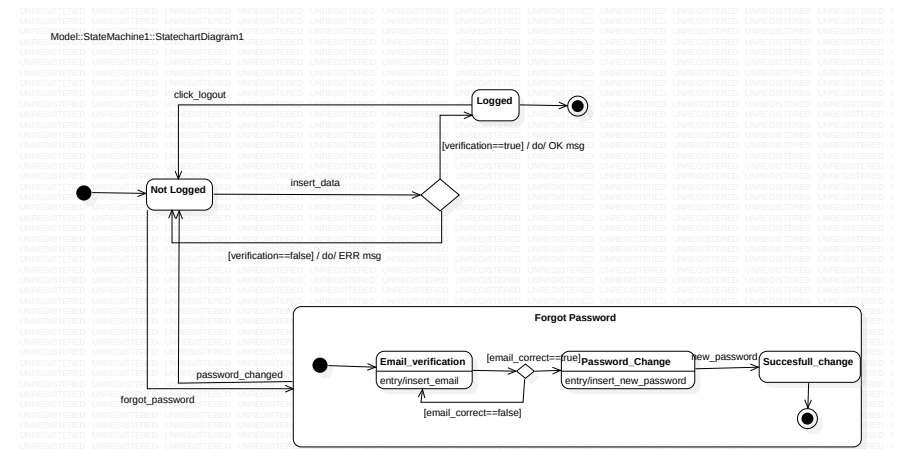 Model::StateMachine1::StatechartDiagram1
click_logout
Logged
[verification==true] / do/ OK msg
insert_data
Not Logged
[verification==false] / do/ ERR msg
Forgot Password
[email_correct==true]
new_password
Email_verification
Password_Change
Succesfull_change
password_changed
entry/insert_email
entry/insert_new_password
forgot_password
[email_correct==false]
UNREGISTERED